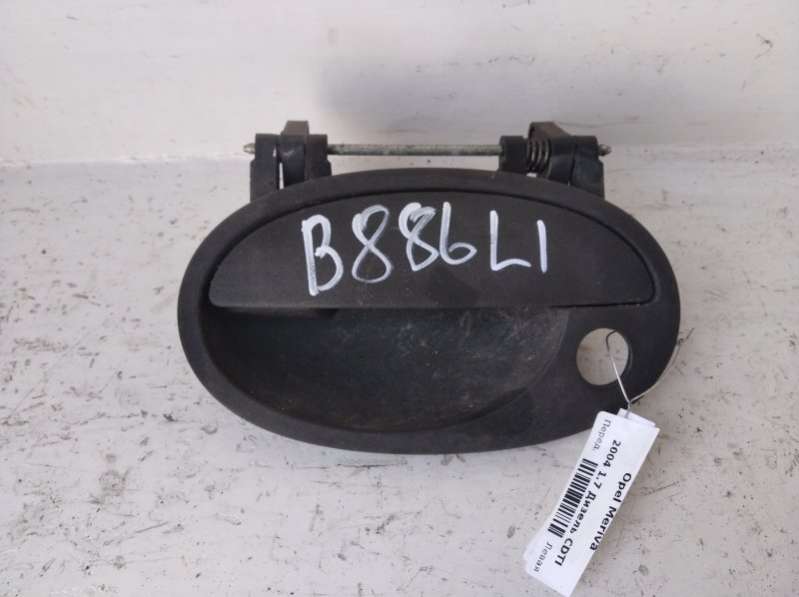 B886L1
Opel Meriva
2004 1.7 Дизель CDTI
Перед. Левая